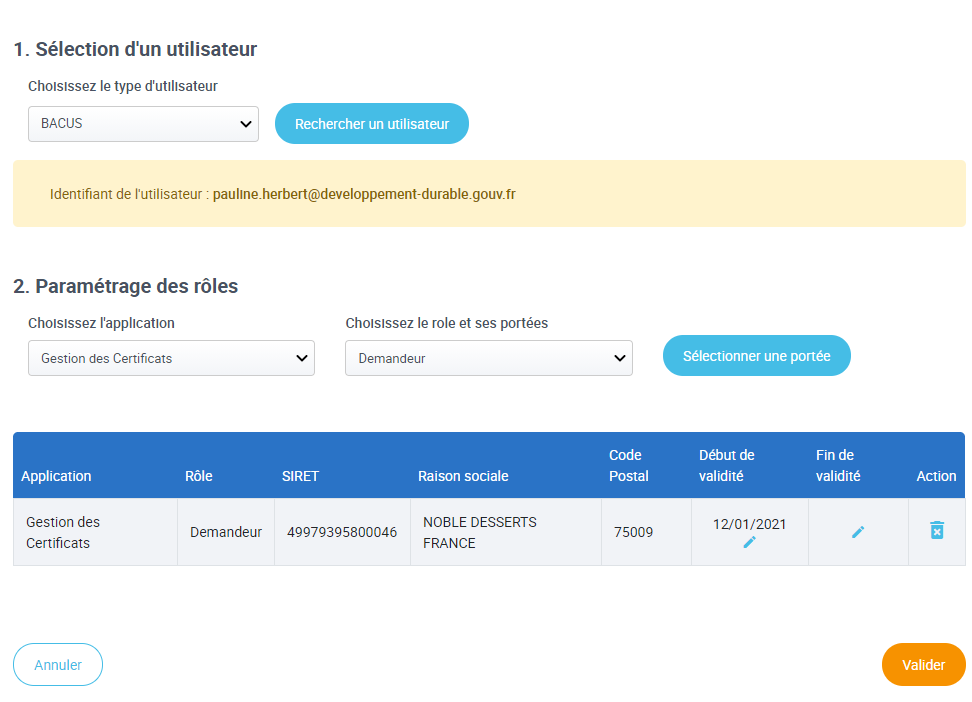 1. Sélection d'un utilisateur
Choisissez le type d'utilisateur
BACUS
Rechercher un utilisateur
Identifiant de l'utilisateur : pauline.herbert@developpement-durable.gouv.fr
2. Paramétrage des rôles
Choisissez l'application
Choisissez le role et ses portées
Gestion des Certificats
Demandeur
Sélectionner une portée
Application
Rôle
SIRET
Raison sociale
Code
Postal
Début de
validité
Fin de
validité
Action
Gestion des
Certificats
Demandeur
49979395800046
NOBLE DESSERTS
FRANCE
75009
12/01/2021
Annuler
Valider